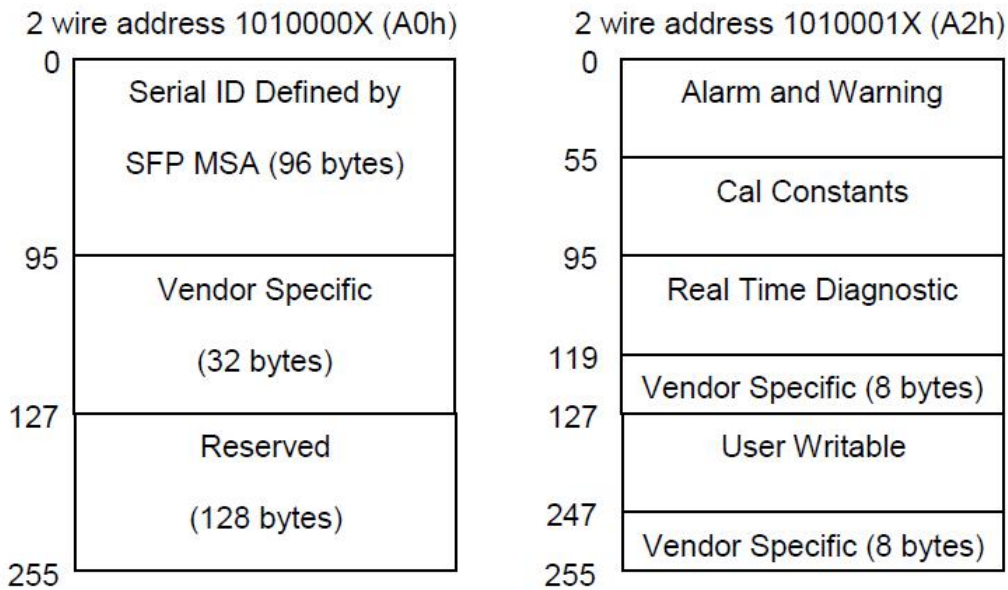 2 wire address 1010000X (A0h)
0
Serial ID Defined by
SFP MSA (96 bytes)
95
Vendor Specific
(32 bytes)
127
Reserved
(128 bytes)
255
2 wire address 1010001X (A2h)
0
Alarm and Warning
55
Cal Constants
95
Real Time Diagnostic
119
Vendor Specific (8 bytes)
127
User Writable
247
Vendor Specific (8 bytes)
255